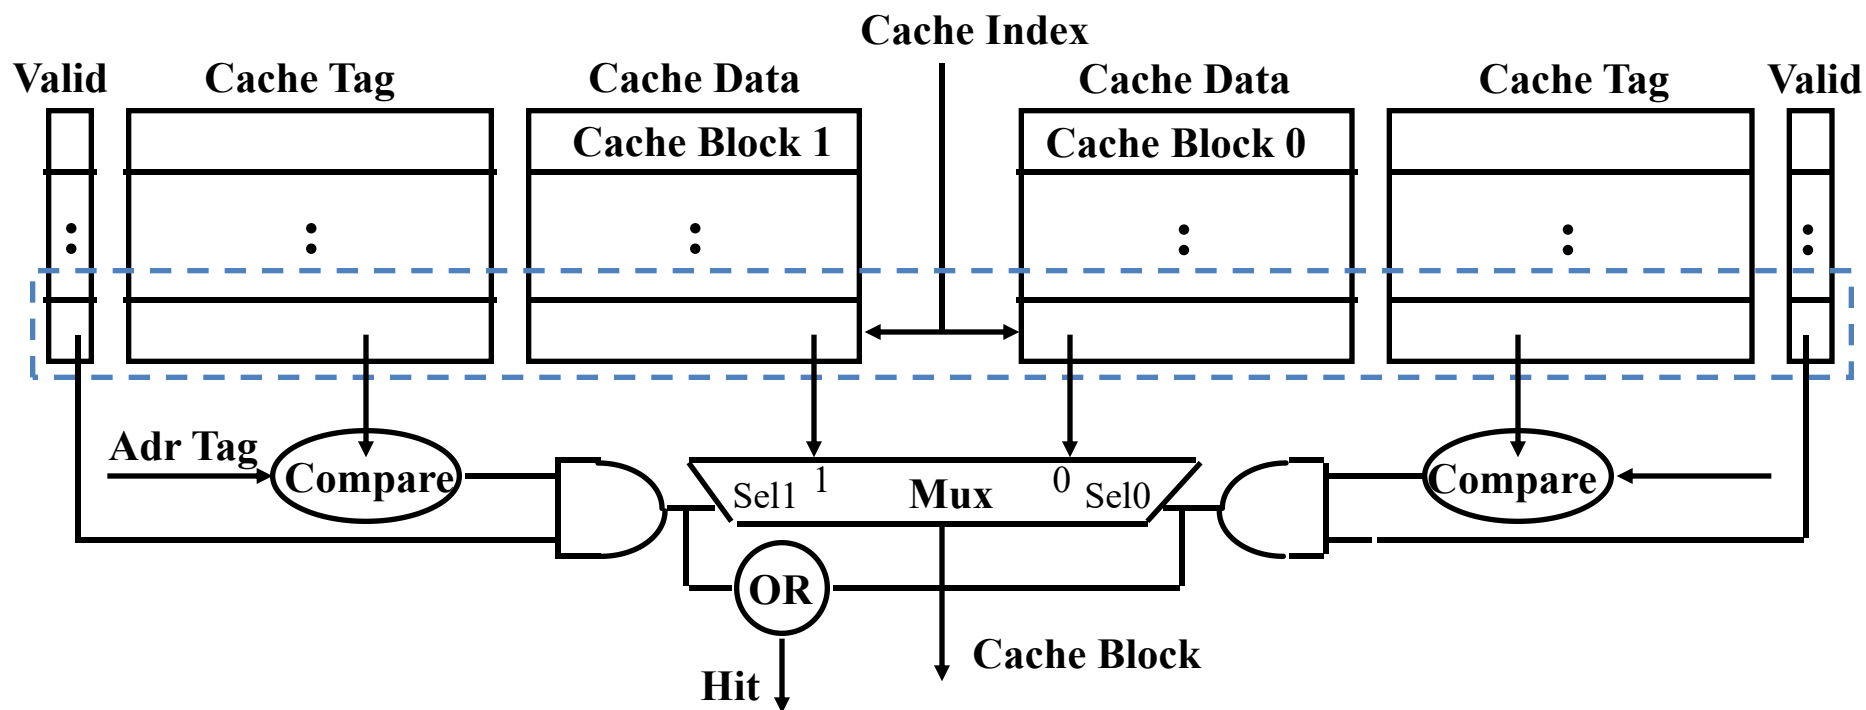 Cache Index
Valid
Cache Tag
Cache Data
Cache Data
Cache Tag
Valid
Cache Block 1
Cache Block 0
Adr Tag
Compare
Sel1
1
Mux
0
Sel0
Compare
OR
Cache Block
Hit